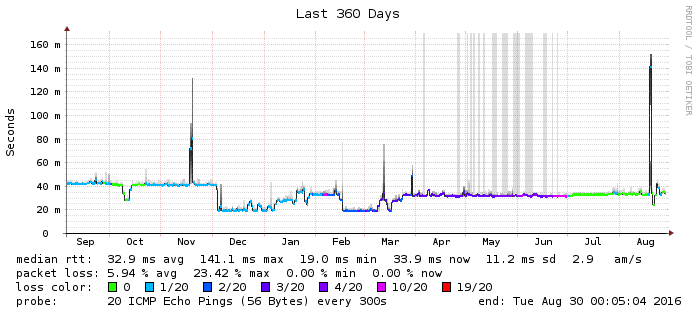 Last 360 Days
RRDTOOL / TOBI OETIKER
Seconds
160 m
140 m
120 m
100 m
80 m
60 m
40 m
20 m
0
Sep Oct Nov Dec Jan Feb Mar Apr May Jun Jul Aug
median rtt: 32.9 ms avg 141.1 ms max 19.0 ms min 33.9 ms now 11.2 ms sd 2.9 am/s
packet loss: 5.94 % avg 23.42 % max 0.00 % min 0.00 % now
loss color: 0 1/20 2/20 3/20 4/20 10/20 19/20
probe: 20 ICMP Echo Pings (56 Bytes) every 300s end: Tue Aug 30 00:05:04 2016